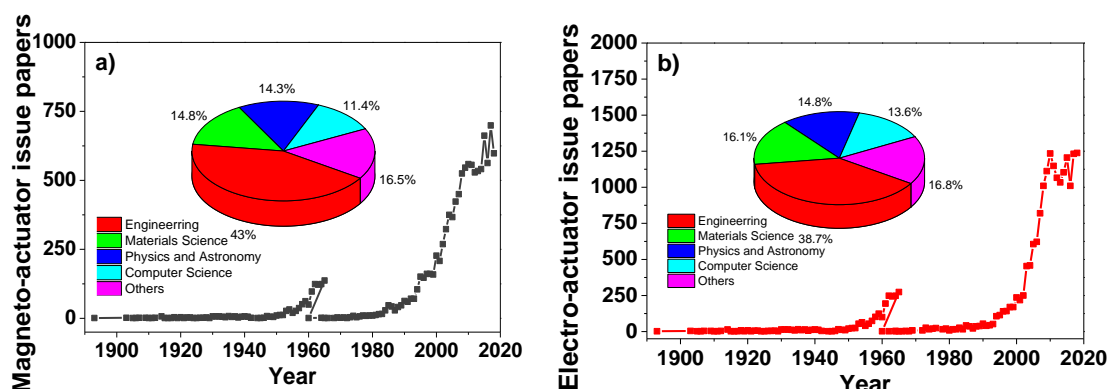 Magneto-actuator issue papers
1000
750
500
250
0
a)
14.3%
11.4%
14.8%
16.5%
43%
Engineerring
Materials Science
Physics and Astronomy
Computer Science
Others
1900 1920 1940 1960 1980 2000 2020
Year
Electro-actuator issue papers
2000
1750
1500
1250
1000
750
500
250
0
b)
14.8%
13.6%
16.1%
16.8%
38.7%
Engineerring
Materials Science
Physics and Astronomy
Computer Science
Others
1900 1920 1940 1960 1980 2000 2020
Year